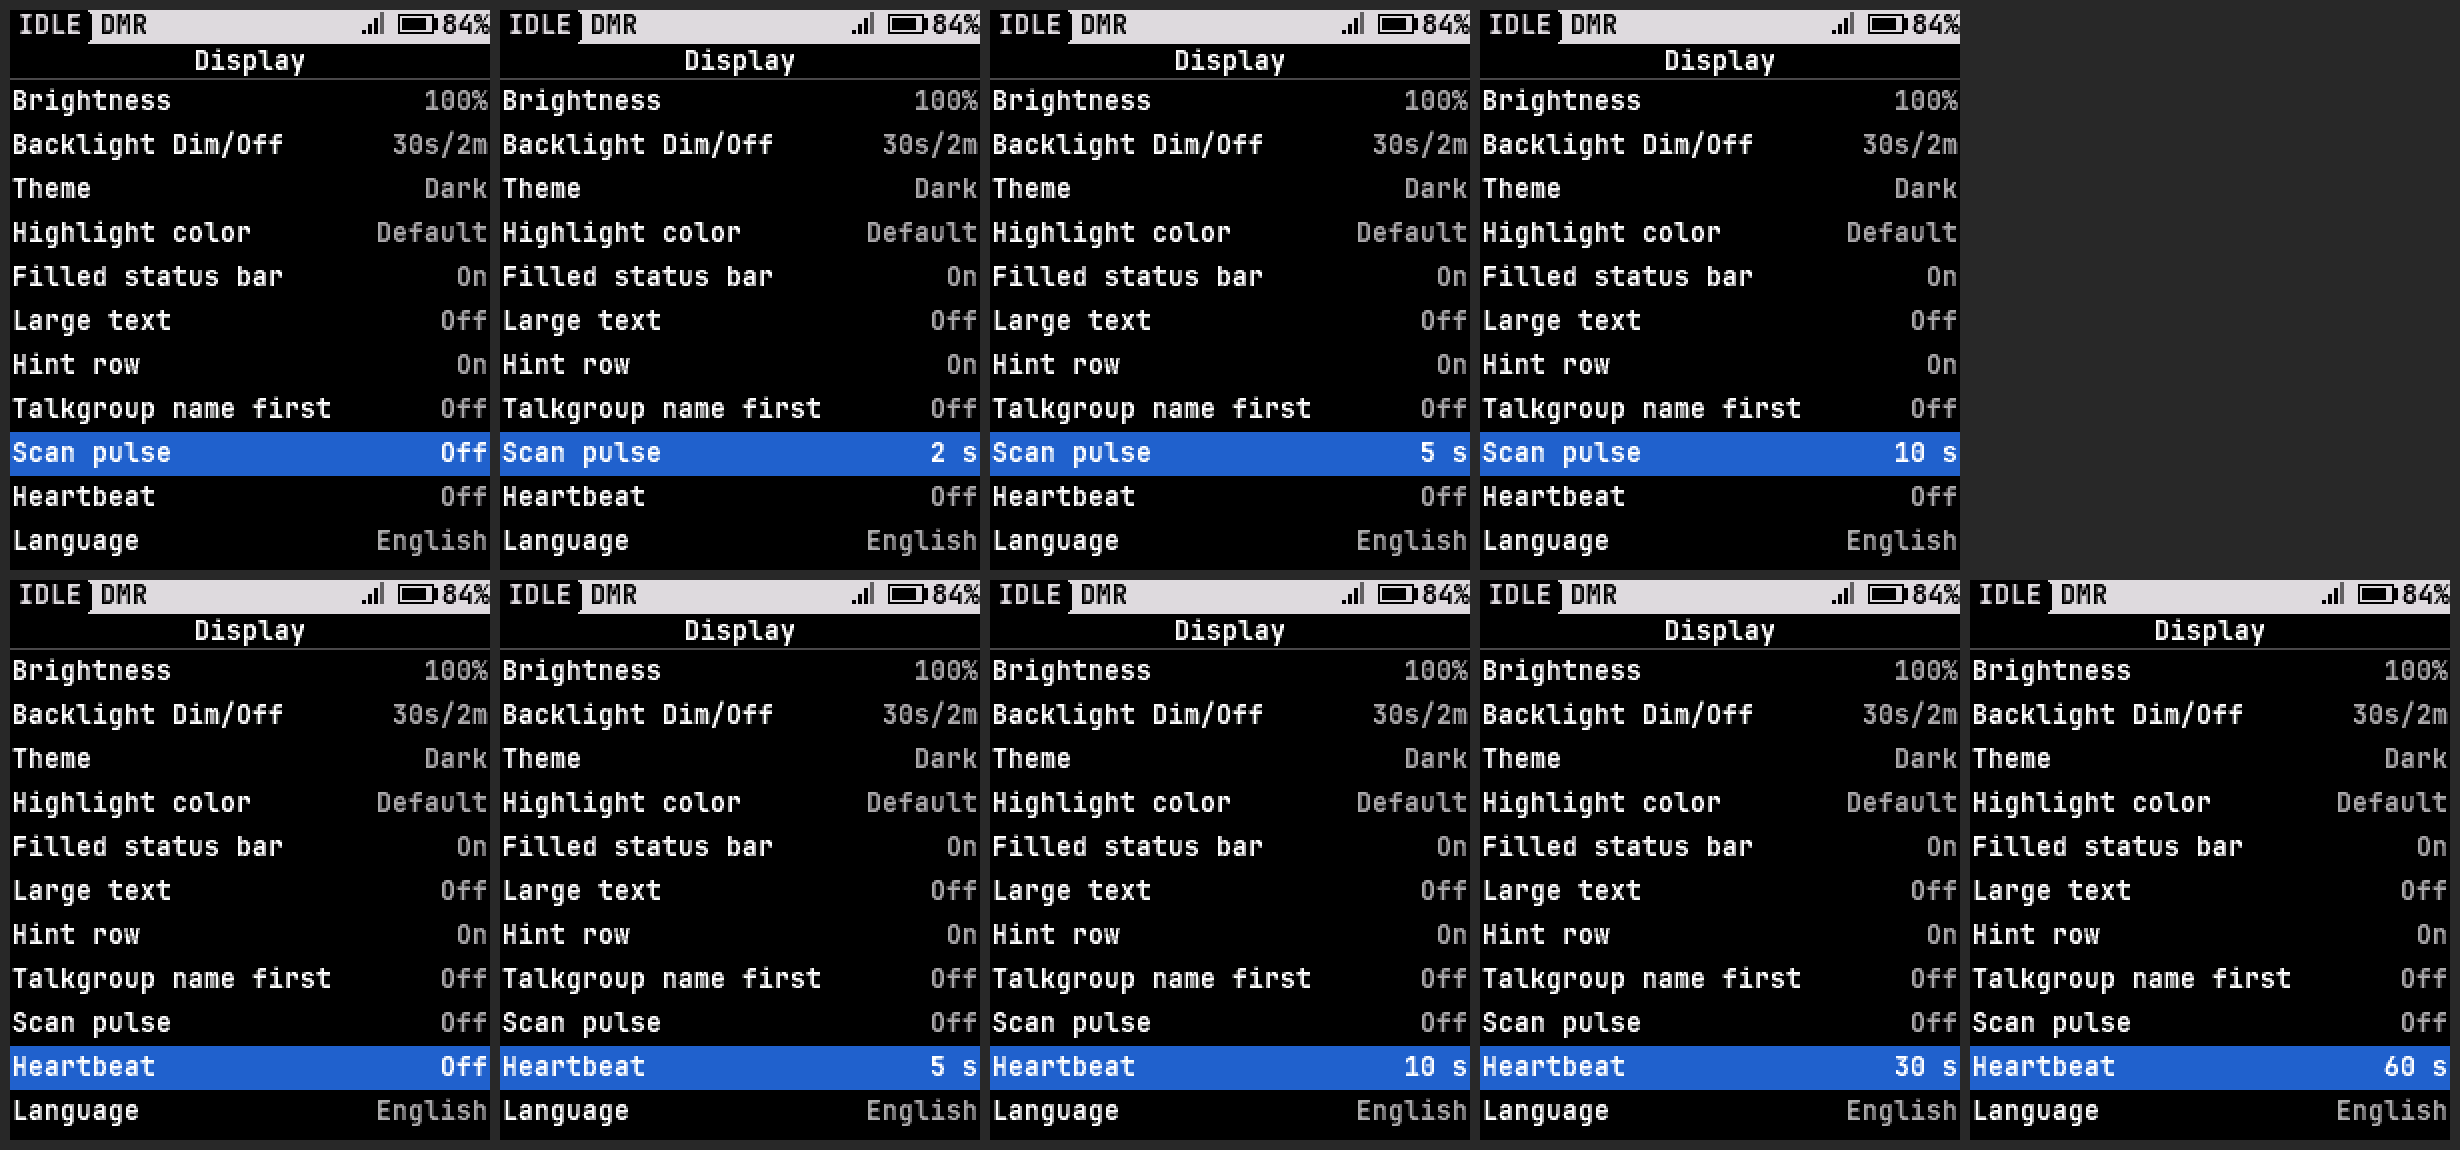 IDLE DMR 84%
Display
Brightness 100%
Backlight Dim/Off 30s/2m
Theme Dark
Highlight color Default
Filled status bar On
Large text Off
Hint row On
Talkgroup name first Off
Scan pulse Off
Heartbeat Off
Language English
IDLE DMR 84%
Display
Brightness 100%
Backlight Dim/Off 30s/2m
Theme Dark
Highlight color Default
Filled status bar On
Large text Off
Hint row On
Talkgroup name first Off
Scan pulse 2 s
Heartbeat Off
Language English
IDLE DMR 84%
Display
Brightness 100%
Backlight Dim/Off 30s/2m
Theme Dark
Highlight color Default
Filled status bar On
Large text Off
Hint row On
Talkgroup name first Off
Scan pulse 5 s
Heartbeat Off
Language English
IDLE DMR 84%
Display
Brightness 100%
Backlight Dim/Off 30s/2m
Theme Dark
Highlight color Default
Filled status bar On
Large text Off
Hint row On
Talkgroup name first Off
Scan pulse 10 s
Heartbeat Off
Language English
IDLE DMR 84%
Display
Brightness 100%
Backlight Dim/Off 30s/2m
Theme Dark
Highlight color Default
Filled status bar On
Large text Off
Hint row On
Talkgroup name first Off
Scan pulse Off
Heartbeat Off
Language English
IDLE DMR 84%
Display
Brightness 100%
Backlight Dim/Off 30s/2m
Theme Dark
Highlight color Default
Filled status bar On
Large text Off
Hint row On
Talkgroup name first Off
Scan pulse Off
Heartbeat 5 s
Language English
IDLE DMR 84%
Display
Brightness 100%
Backlight Dim/Off 30s/2m
Theme Dark
Highlight color Default
Filled status bar On
Large text Off
Hint row On
Talkgroup name first Off
Scan pulse Off
Heartbeat 10 s
Language English
IDLE DMR 84%
Display
Brightness 100%
Backlight Dim/Off 30s/2m
Theme Dark
Highlight color Default
Filled status bar On
Large text Off
Hint row On
Talkgroup name first Off
Scan pulse Off
Heartbeat 30 s
Language English
IDLE DMR 84%
Display
Brightness 100%
Backlight Dim/Off 30s/2m
Theme Dark
Highlight color Default
Filled status bar On
Large text Off
Hint row On
Talkgroup name first Off
Scan pulse Off
Heartbeat 60 s
Language English